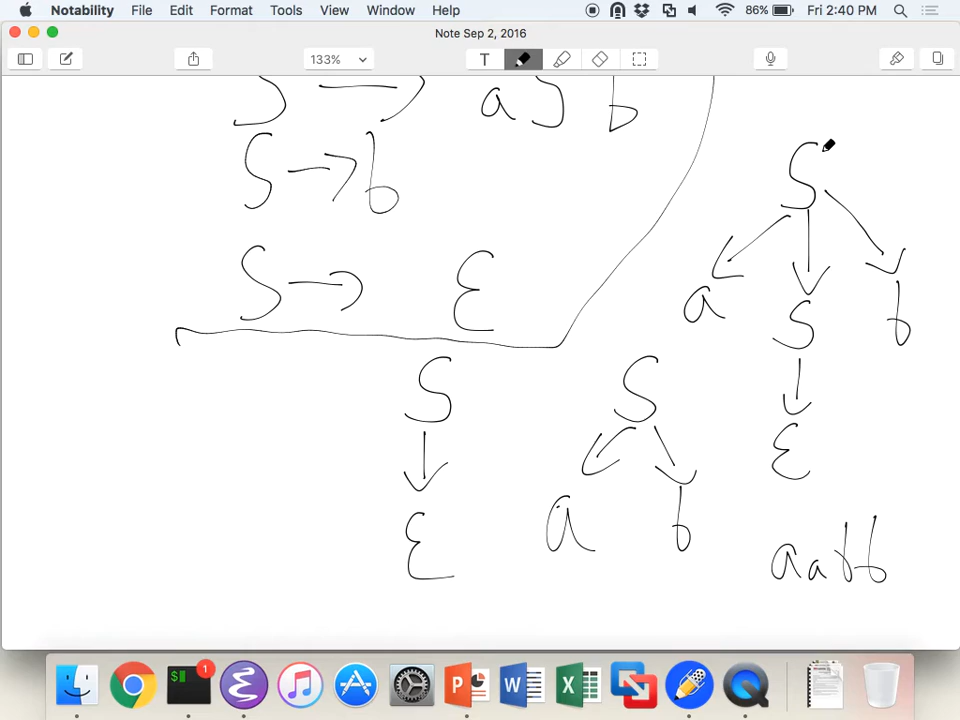 Notability File Edit Format Tools View Window Help 86% Fri 2:40 PM
Note Sep 2, 2016
133% T
S → a S b
S → b
S → ε
S
a S b
ε
S
ε
S
a b
aabb
$ 1 P W X